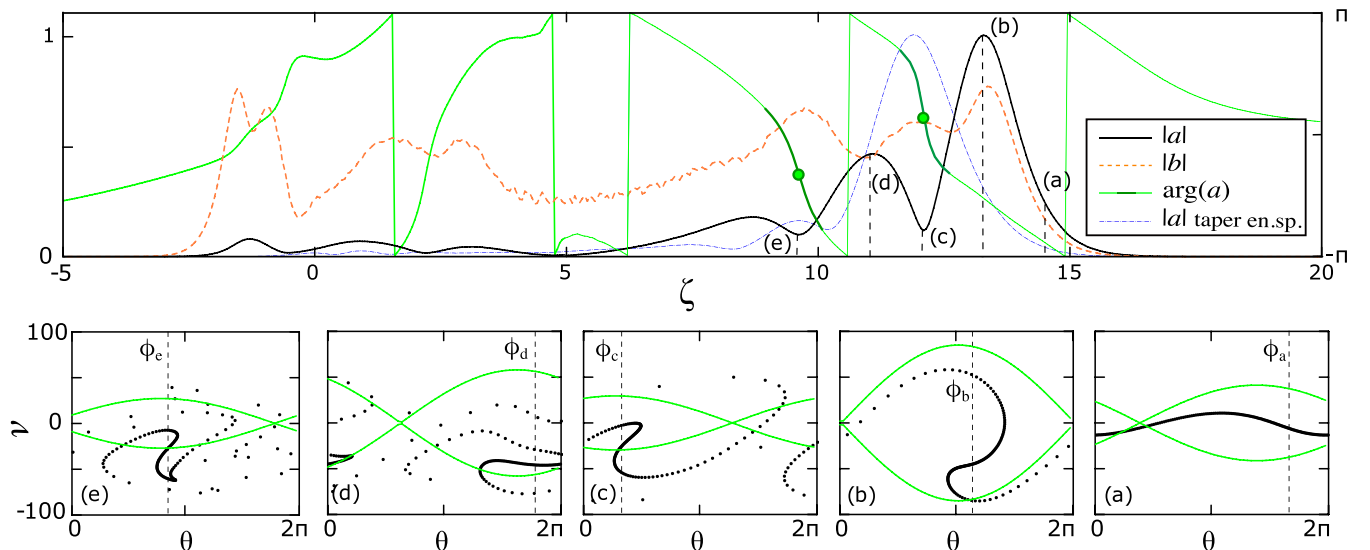 1
0
-5
0
5
10
15
20
ζ
π
-π
(a)
(b)
(c)
(d)
(e)
|a|
|b|
arg(a)
|a| taper en.sp.
100
0
-100
ν
ϕe
(e)
0
θ
2π
ϕd
(d)
0
θ
2π
ϕc
(c)
0
θ
2π
ϕb
(b)
0
θ
2π
ϕa
(a)
0
θ
2π